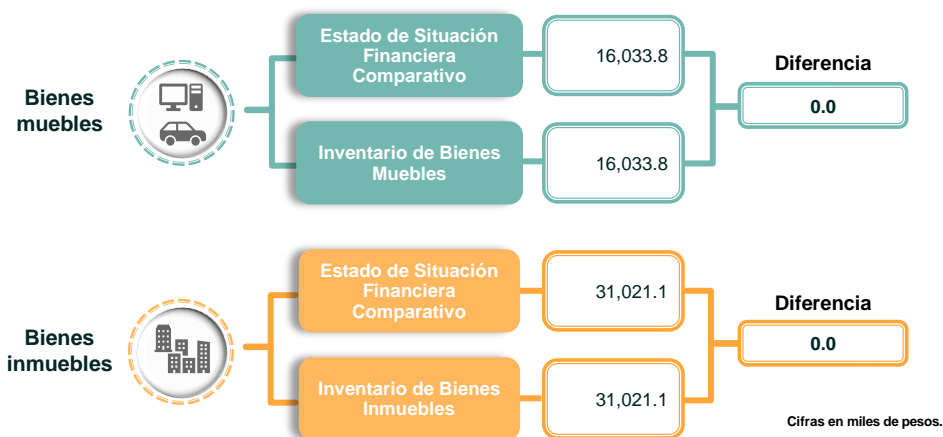 Bienes
muebles
Estado de Situación
Financiera
Comparativo
16,033.8
Inventario de Bienes
Muebles
16,033.8
Diferencia
0.0
Bienes
inmuebles
Estado de Situación
Financiera
Comparativo
31,021.1
Inventario de Bienes
Inmuebles
31,021.1
Diferencia
0.0
Cifras en miles de pesos.